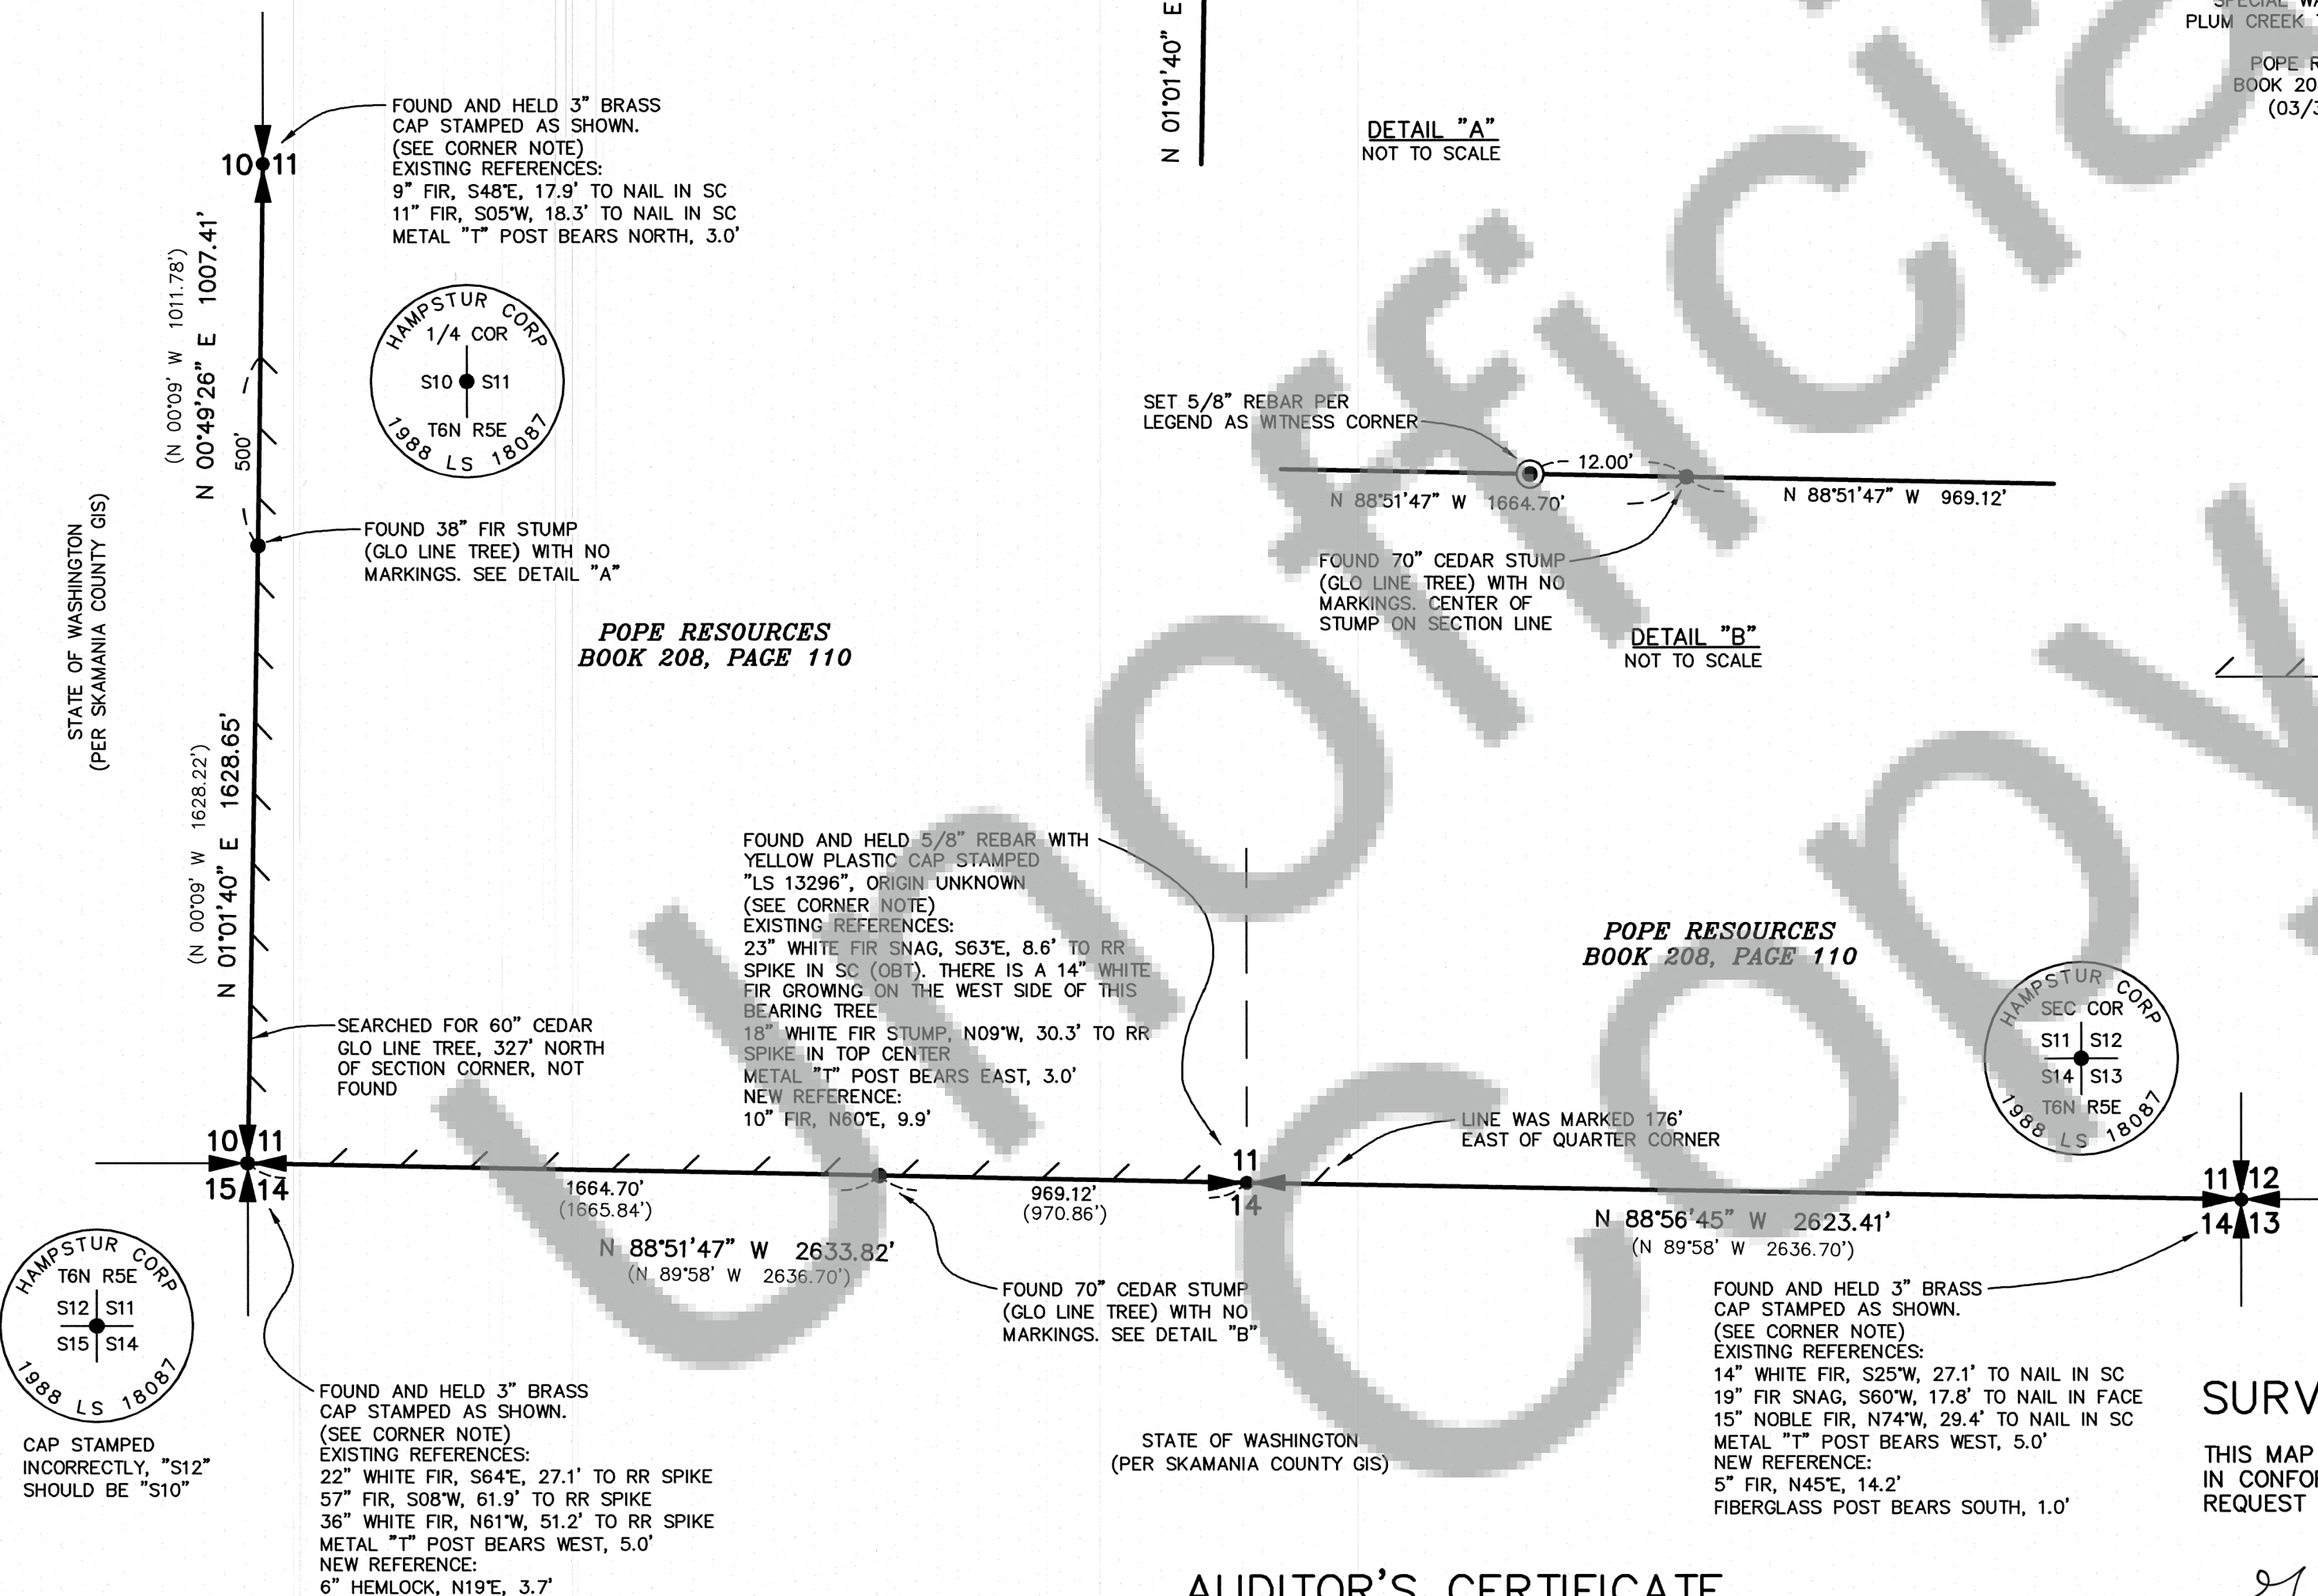 N 01°01'40" E
PLUM CREEK
POPE
BOOK 20
(03/3
FOUND AND HELD 3" BRASS
CAP STAMPED AS SHOWN.
(SEE CORNER NOTE)
EXISTING REFERENCES:
9" FIR, S48°E, 17.9' TO NAIL IN SC
11" FIR, S05°W, 18.3' TO NAIL IN SC
METAL "T" POST BEARS NORTH, 3.0'
10 11
DETAIL "A"
NOT TO SCALE
(N 00°09' W 1011.78')
N 00°49'26" E 1007.41'
500'
HAMPSTUR CORP
1/4 COR
S10 S11
T6N R5E
1988 LS 18087
SET 5/8" REBAR PER
LEGEND AS WITNESS CORNER
12.00'
N 88°51'47" W 1664.70'
N 88°51'47" W 969.12'
FOUND 70" CEDAR STUMP
(GLO LINE TREE) WITH NO
MARKINGS. CENTER OF
STUMP ON SECTION LINE
DETAIL "B"
NOT TO SCALE
FOUND 38" FIR STUMP
(GLO LINE TREE) WITH NO
MARKINGS. SEE DETAIL "A"
STATE OF WASHINGTON
(PER SKAMANIA COUNTY GIS)
POPE RESOURCES
BOOK 208, PAGE 110
(N 00°09' W 1628.22')
N 01°01'40" E 1628.65'
FOUND AND HELD 5/8" REBAR WITH
YELLOW PLASTIC CAP STAMPED
"LS 13296", ORIGIN UNKNOWN
(SEE CORNER NOTE)
EXISTING REFERENCES:
23" WHITE FIR SNAG, S63°E, 8.6' TO RR
SPIKE IN SC (OBT). THERE IS A 14" WHITE
FIR GROWING ON THE WEST SIDE OF THIS
BEARING TREE
18" WHITE FIR STUMP, N09°W, 30.3' TO RR
SPIKE IN TOP CENTER
METAL "T" POST BEARS EAST, 3.0'
NEW REFERENCE:
10" FIR, N60°E, 9.9'
POPE RESOURCES
BOOK 208, PAGE 110
HAMPSTUR CORP
SEC COR
S11 S12
S14 S13
T6N R5E
1988 LS 18087
SEARCHED FOR 60" CEDAR
GLO LINE TREE, 327' NORTH
OF SECTION CORNER, NOT
FOUND
LINE WAS MARKED 176'
EAST OF QUARTER CORNER
10 11
15 14
11
14
11 12
14 13
1664.70'
(1665.84')
969.12'
(970.86')
N 88°51'47" W 2633.82'
(N 89°58' W 2636.70')
N 88°56'45" W 2623.41'
(N 89°58' W 2636.70')
FOUND 70" CEDAR STUMP
(GLO LINE TREE) WITH NO
MARKINGS. SEE DETAIL "B"
HAMPSTUR CORP
T6N R5E
S12 S11
S15 S14
1988 LS 18087
CAP STAMPED
INCORRECTLY, "S12"
SHOULD BE "S10"
FOUND AND HELD 3" BRASS
CAP STAMPED AS SHOWN.
(SEE CORNER NOTE)
EXISTING REFERENCES:
22" WHITE FIR, S64°E, 27.1' TO RR SPIKE
57" FIR, S08°W, 61.9' TO RR SPIKE
36" WHITE FIR, N61°W, 51.2' TO RR SPIKE
METAL "T" POST BEARS WEST, 5.0'
NEW REFERENCE:
6" HEMLOCK, N19°E, 3.7'
STATE OF WASHINGTON
(PER SKAMANIA COUNTY GIS)
FOUND AND HELD 3" BRASS
CAP STAMPED AS SHOWN.
(SEE CORNER NOTE)
EXISTING REFERENCES:
14" WHITE FIR, S25°W, 27.1' TO NAIL IN SC
19" FIR SNAG, S60°W, 17.8' TO NAIL IN FACE
15" NOBLE FIR, N74°W, 29.4' TO NAIL IN SC
METAL "T" POST BEARS WEST, 5.0'
NEW REFERENCE:
5" FIR, N45°E, 14.2'
FIBERGLASS POST BEARS SOUTH, 1.0'
SURV
THIS MAP
IN CONFO
REQUEST
AUDITOR'S CERTIFICATE
Unofficial
Copy